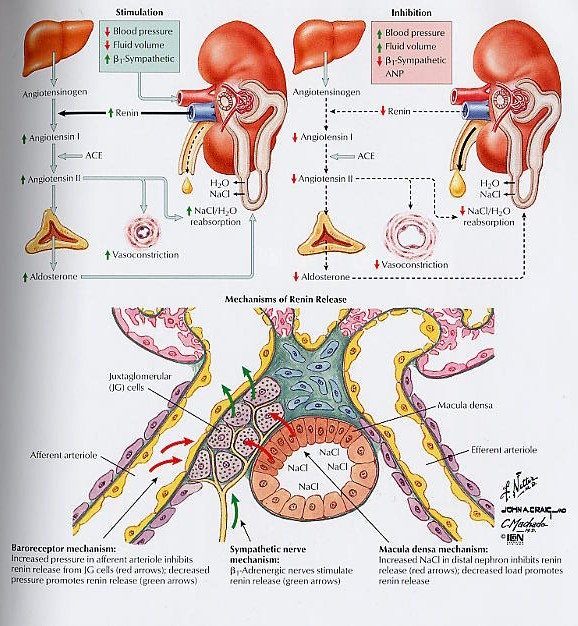 Stimulation
Blood pressure
Fluid volume
β₁-Sympathetic
Angiotensinogen
Renin
Angiotensin I
ACE
Angiotensin II
H₂O
NaCl
NaCl/H₂O
reabsorption
Vasoconstriction
Aldosterone
Inhibition
Blood pressure
Fluid volume
β₁-Sympathetic
ANP
Angiotensinogen
Renin
Angiotensin I
ACE
Angiotensin II
H₂O
NaCl
NaCl/H₂O
reabsorption
Vasoconstriction
Aldosterone
Mechanisms of Renin Release
Juxtaglomerular
(JG) cells
Macula densa
Afferent arteriole
Efferent arteriole
NaCl
NaCl
NaCl
NaCl
NaCl
F. Netter
M.D.
JOHN A. CRAIG, MD
C. Machado
M.D.
©ICON
Baroreceptor mechanism:
Increased pressure in afferent arteriole inhibits
renin release from JG cells (red arrows); decreased
pressure promotes renin release (green arrows)
Sympathetic nerve
mechanism:
β₁-Adrenergic nerves stimulate
renin release (green arrows)
Macula densa mechanism:
Increased NaCl in distal nephron inhibits renin
release (red arrows); decreased load promotes
renin release